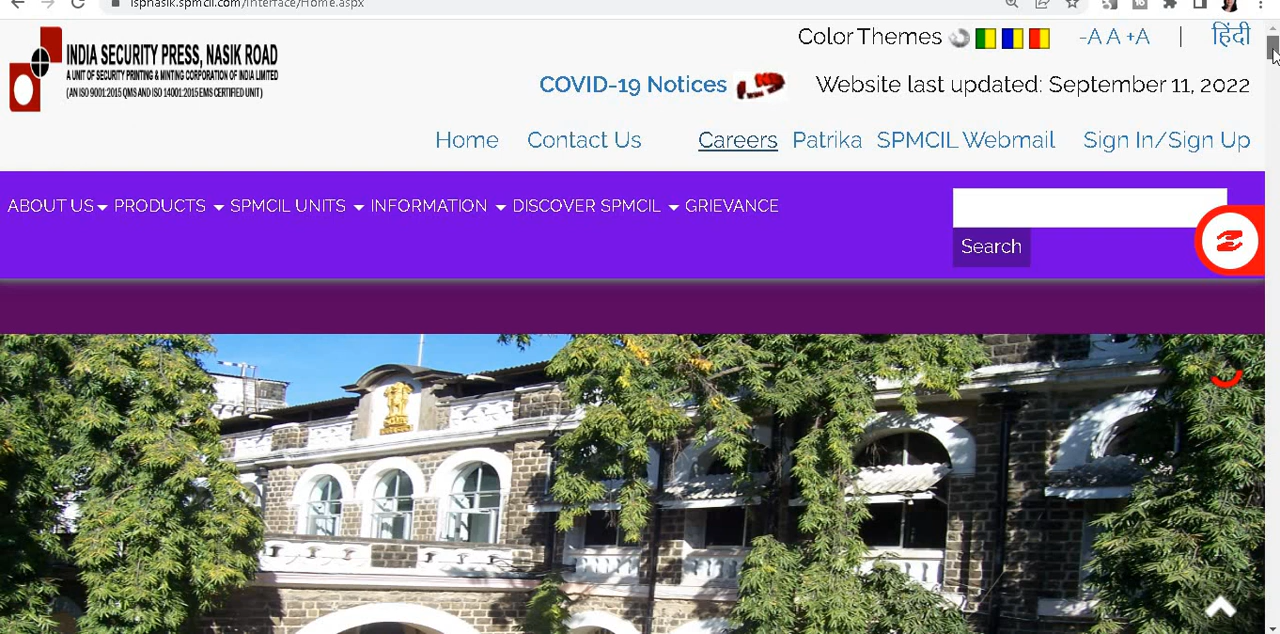 ispnasik.spmcil.com/Interface/Home.aspx
INDIA SECURITY PRESS, NASIK ROAD
A UNIT OF SECURITY PRINTING & MINTING CORPORATION OF INDIA LIMITED
(AN ISO 9001:2015 QMS AND ISO 14001:2015 EMS CERTIFIED UNIT)
Color Themes -A A +A | हिंदी
COVID-19 Notices Website last updated: September 11, 2022
Home Contact Us Careers Patrika SPMCIL Webmail Sign In/Sign Up
ABOUT US PRODUCTS SPMCIL UNITS INFORMATION DISCOVER SPMCIL GRIEVANCE
Search